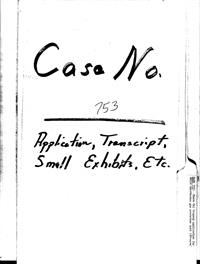 Case No.
753
Application, Transcript,
Small Exhibits, Etc.